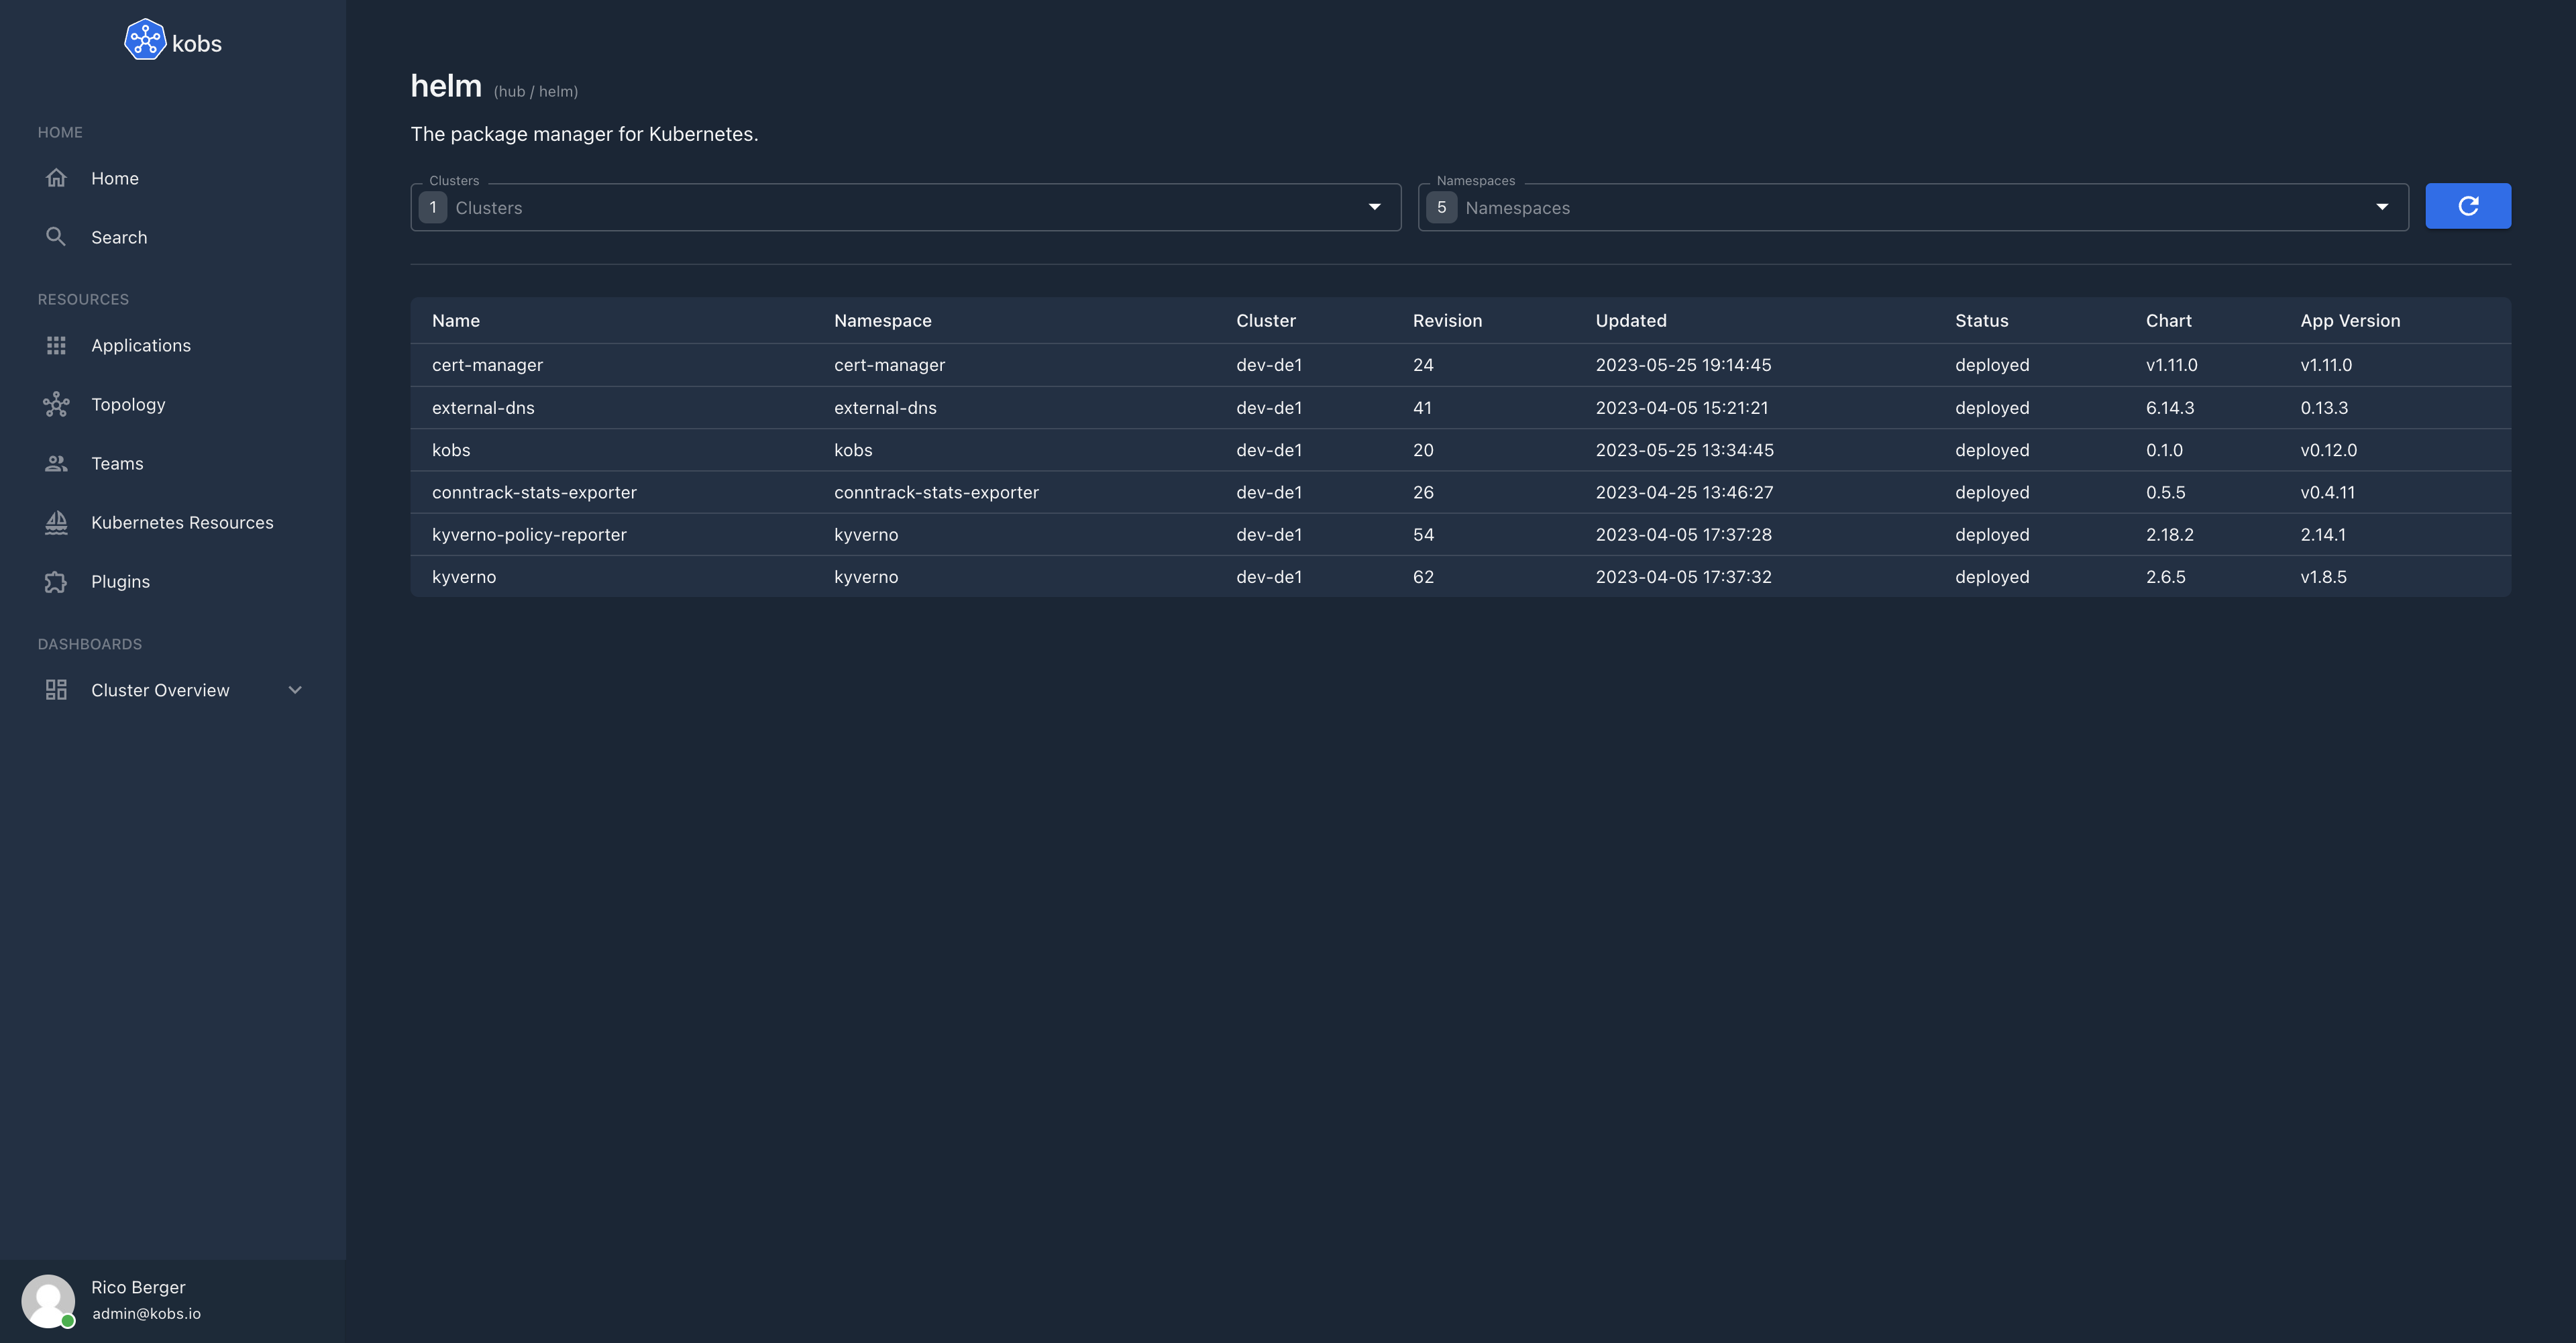 kobs
HOME
Home
Search
RESOURCES
Applications
Topology
Teams
Kubernetes Resources
Plugins
DASHBOARDS
Cluster Overview
Rico Berger
admin@kobs.io
helm (hub / helm)
The package manager for Kubernetes.
Clusters Namespaces
1 Clusters 5 Namespaces
Name Namespace Cluster Revision Updated Status Chart App Version
cert-manager cert-manager dev-de1 24 2023-05-25 19:14:45 deployed v1.11.0 v1.11.0
external-dns external-dns dev-de1 41 2023-04-05 15:21:21 deployed 6.14.3 0.13.3
kobs kobs dev-de1 20 2023-05-25 13:34:45 deployed 0.1.0 v0.12.0
conntrack-stats-exporter conntrack-stats-exporter dev-de1 26 2023-04-25 13:46:27 deployed 0.5.5 v0.4.11
kyverno-policy-reporter kyverno dev-de1 54 2023-04-05 17:37:28 deployed 2.18.2 2.14.1
kyverno kyverno dev-de1 62 2023-04-05 17:37:32 deployed 2.6.5 v1.8.5